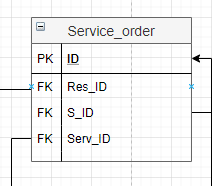 Service_order
PK ID
FK Res_ID
FK S_ID
FK Serv_ID